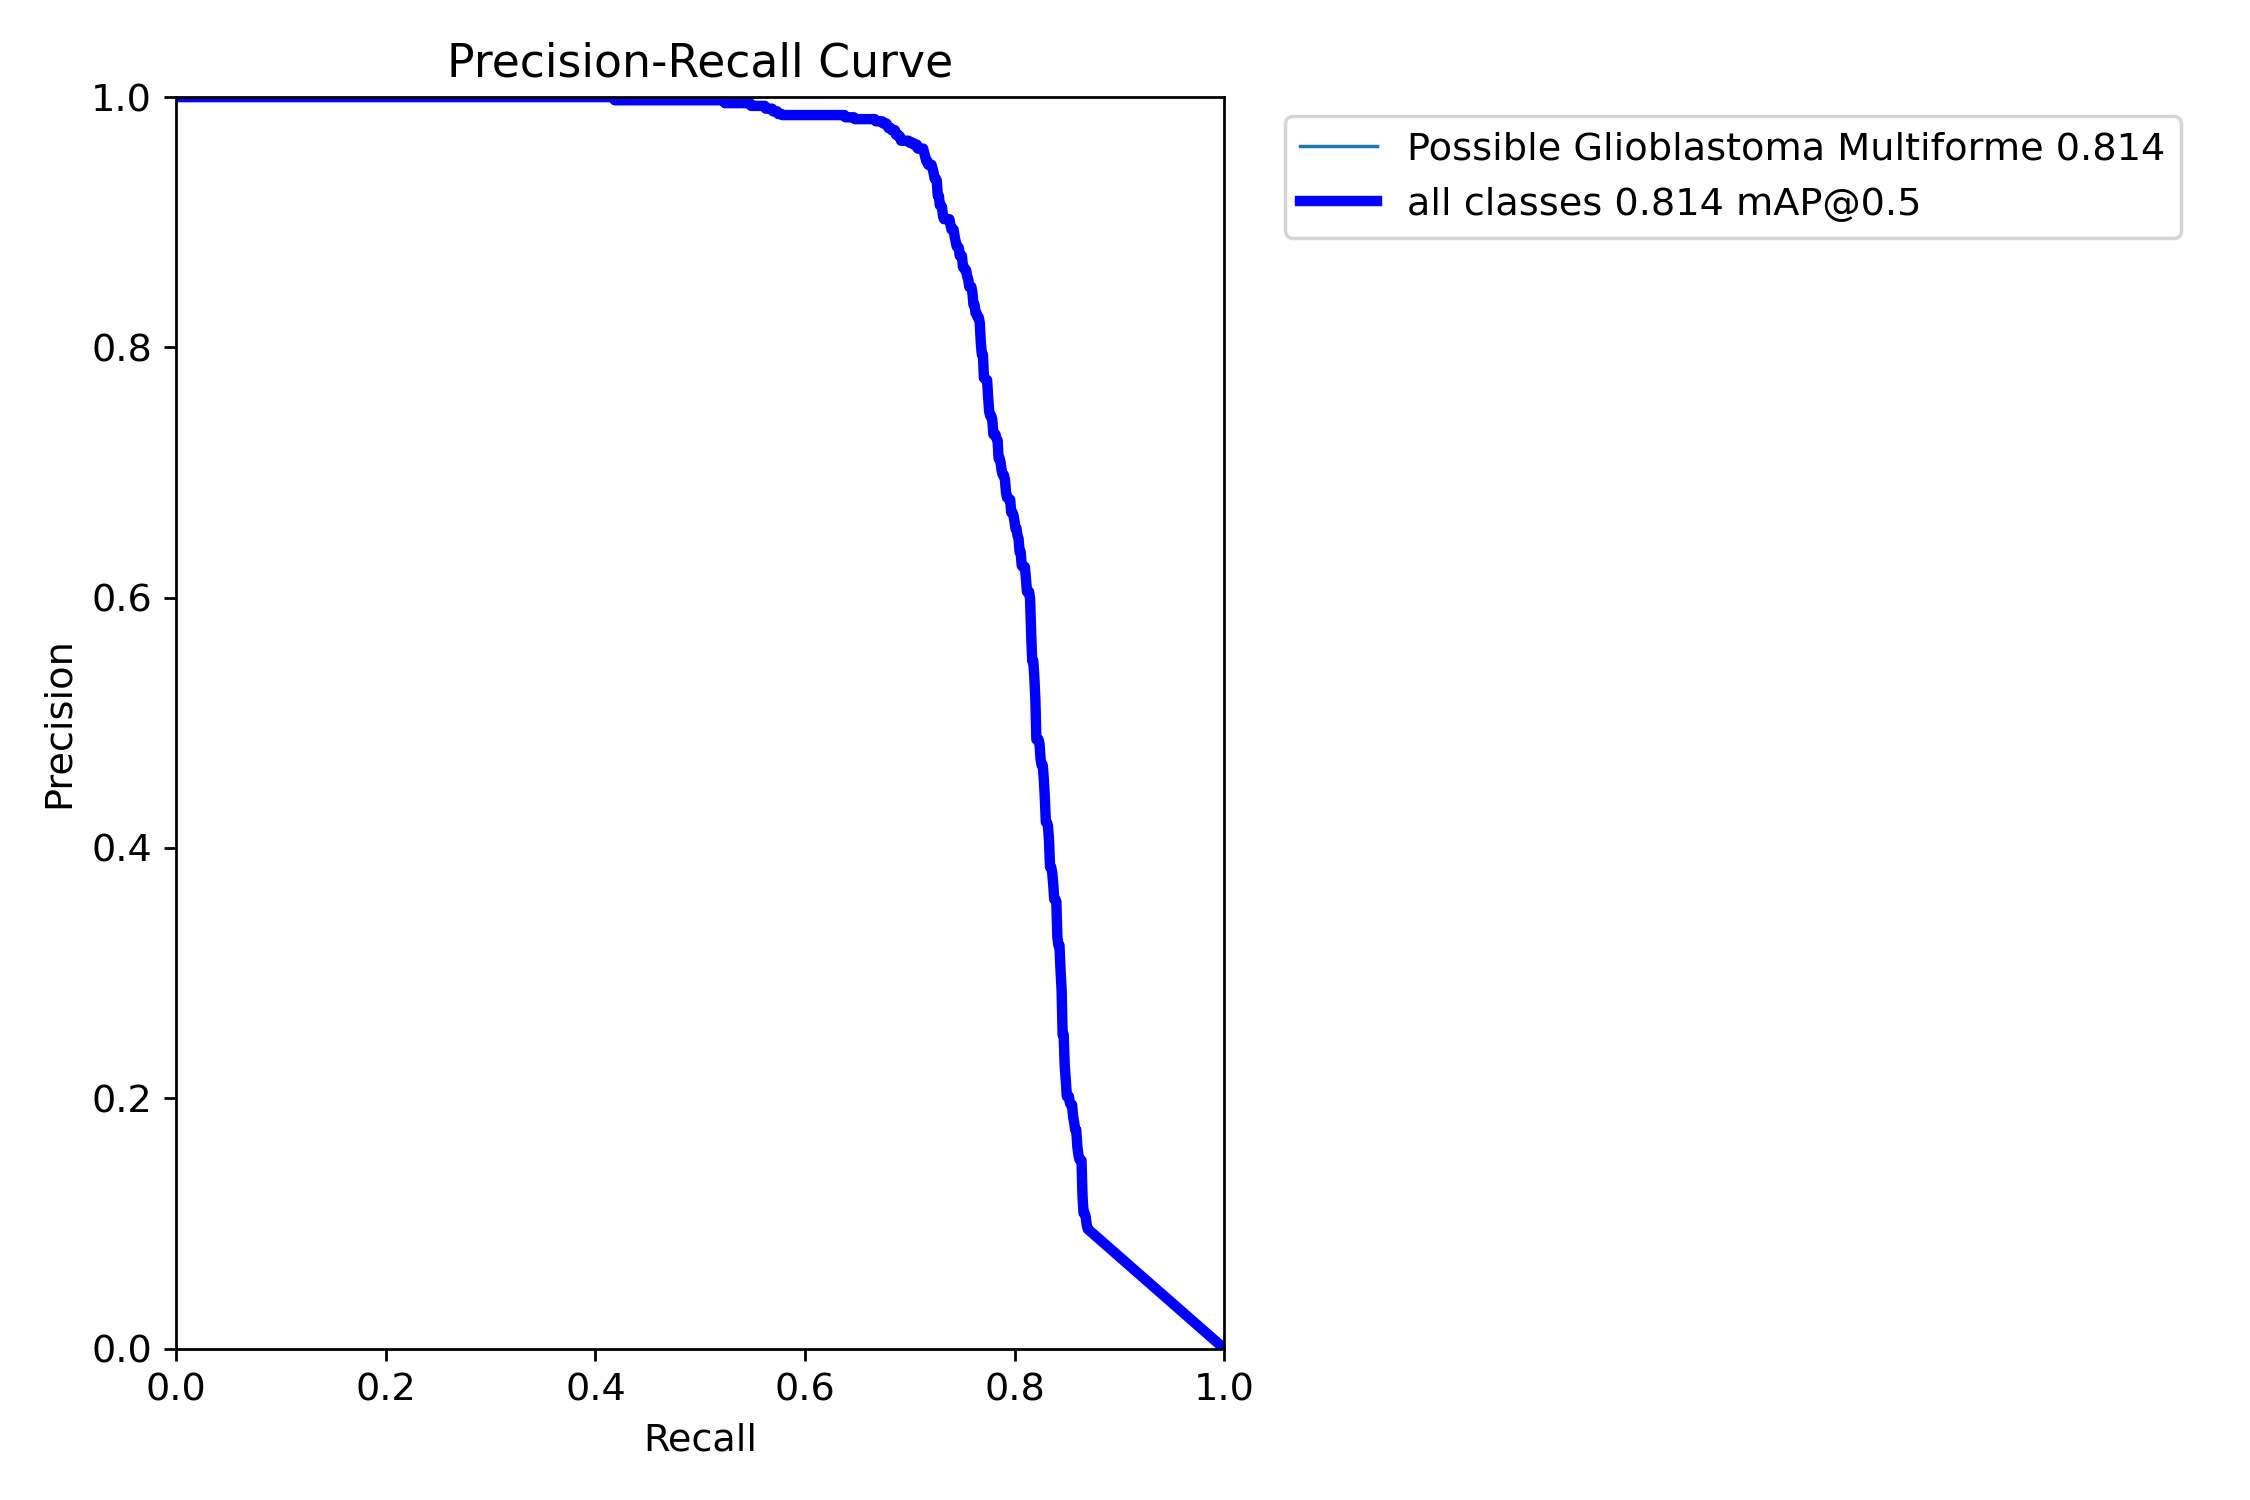 Precision-Recall Curve
Possible Glioblastoma Multiforme 0.814
all classes 0.814 mAP@0.5
1.0
0.8
0.6
0.4
0.2
0.0
Precision
0.0 0.2 0.4 0.6 0.8 1.0
Recall